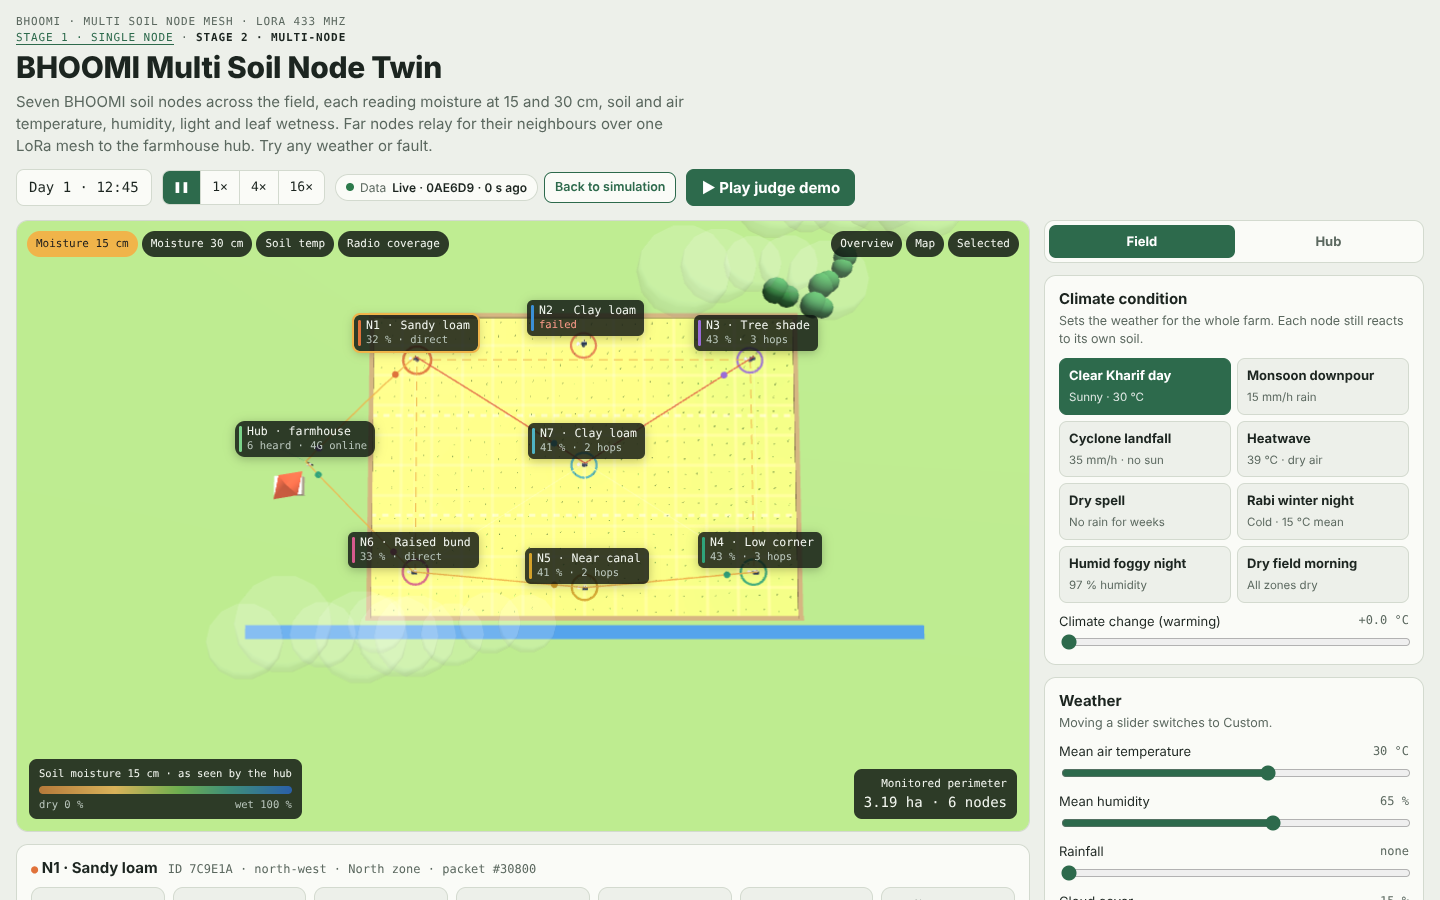 BHOOMI · MULTI SOIL NODE MESH · LORA 433 MHZ
STAGE 1 · SINGLE NODE · STAGE 2 · MULTI-NODE
BHOOMI Multi Soil Node Twin
Seven BHOOMI soil nodes across the field, each reading moisture at 15 and 30 cm, soil and air
temperature, humidity, light and leaf wetness. Far nodes relay for their neighbours over one
LoRa mesh to the farmhouse hub. Try any weather or fault.
Day 1 · 12:45
1×
4×
16×
Data Live · 0AE6D9 · 0 s ago
Back to simulation
▶ Play judge demo
Moisture 15 cm
Moisture 30 cm
Soil temp
Radio coverage
Overview
Map
Selected
N1 · Sandy loam
32 % · direct
N2 · Clay loam
failed
N3 · Tree shade
43 % · 3 hops
Hub · farmhouse
6 heard · 4G online
N7 · Clay loam
41 % · 2 hops
N6 · Raised bund
33 % · direct
N5 · Near canal
41 % · 2 hops
N4 · Low corner
43 % · 3 hops
Soil moisture 15 cm · as seen by the hub
dry 0 %
wet 100 %
Monitored perimeter
3.19 ha · 6 nodes
N1 · Sandy loam ID 7C9E1A · north-west · North zone · packet #30800
Field
Hub
Climate condition
Sets the weather for the whole farm. Each node still reacts
to its own soil.
Clear Kharif day
Sunny · 30 °C
Monsoon downpour
15 mm/h rain
Cyclone landfall
35 mm/h · no sun
Heatwave
39 °C · dry air
Dry spell
No rain for weeks
Rabi winter night
Cold · 15 °C mean
Humid foggy night
97 % humidity
Dry field morning
All zones dry
Climate change (warming) +0.0 °C
Weather
Moving a slider switches to Custom.
Mean air temperature 30 °C
Mean humidity 65 %
Rainfall none
Cloud cover 15 %